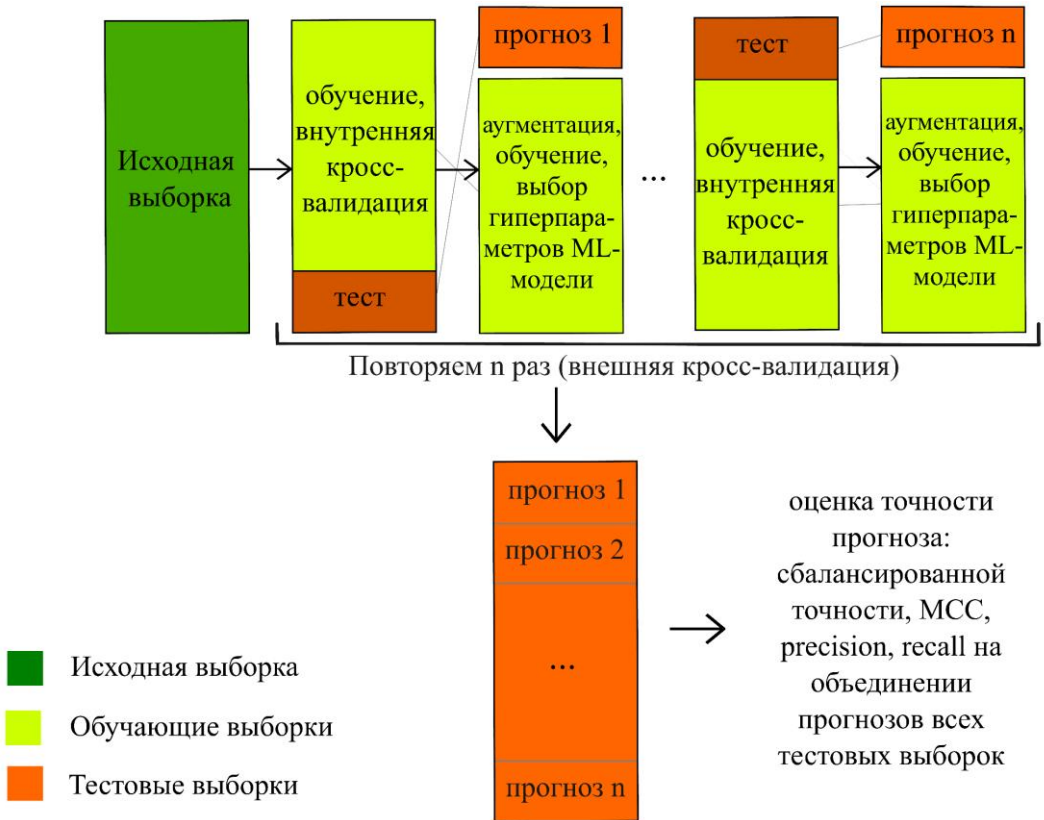 Исходная
выборка
обучение,
внутренняя
кросс-
валидация
тест
прогноз 1
аугментация,
обучение,
выбор
гиперпара-
метров ML-
модели
...
тест
обучение,
внутренняя
кросс-
валидация
прогноз n
аугментация,
обучение,
выбор
гиперпара-
метров ML-
модели
Повторяем n раз (внешняя кросс-валидация)
прогноз 1
прогноз 2
...
прогноз n
оценка точности
прогноза:
сбалансированной
точности, MCC,
precision, recall на
объединении
прогнозов всех
тестовых выборок
Исходная выборка
Обучающие выборки
Тестовые выборки